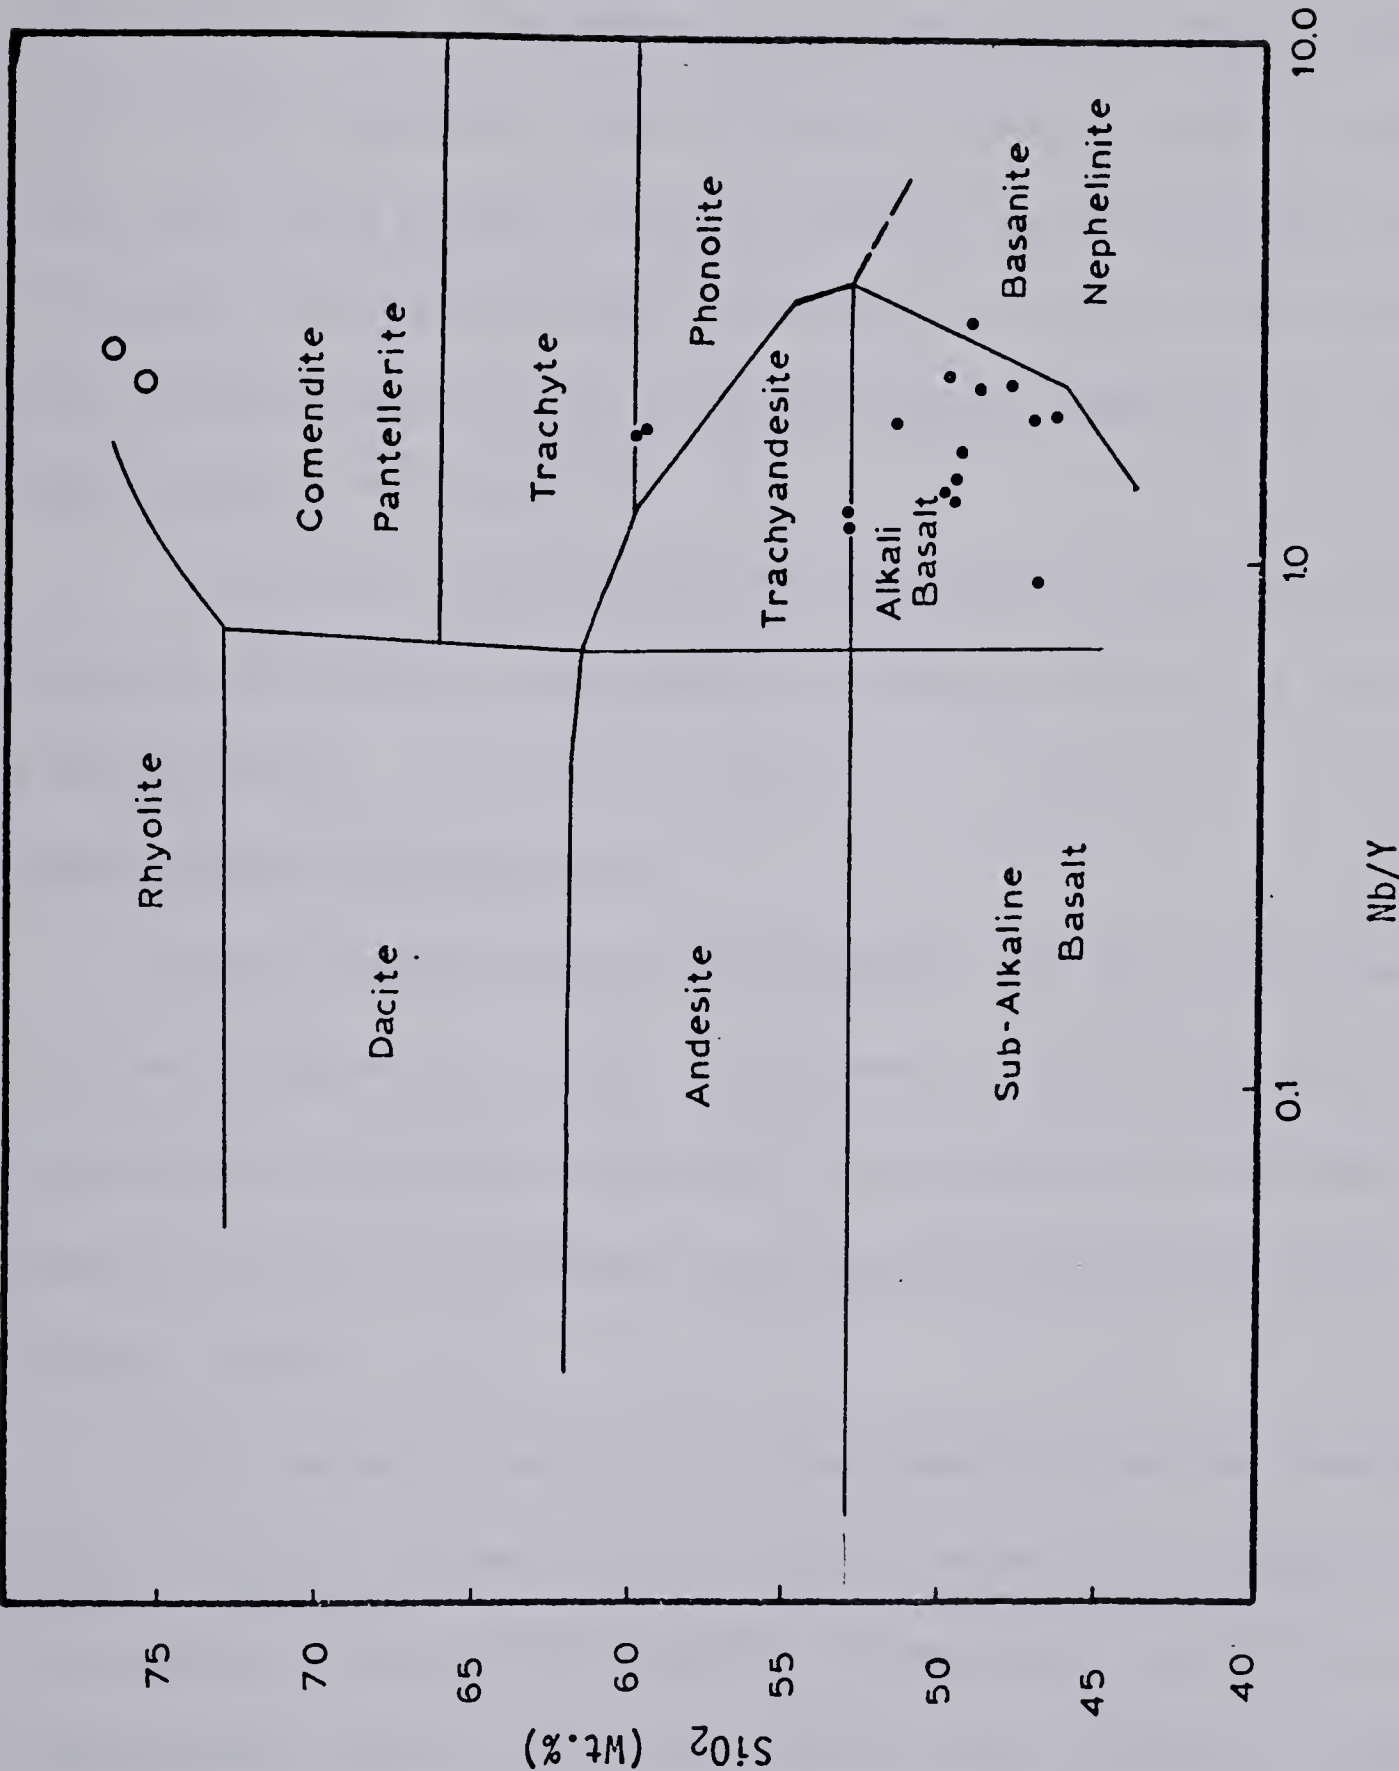 Rhyolite
Comendite
Pantellerite
Dacite
Trachyte
Andesite
Phonolite
Trachyandesite
Alkali
Basalt
Sub-Alkaline
Basalt
Basanite
Nephelinite
SiO₂ (Wt.%)
75
70
65
60
55
50
45
40
0.1
1.0
10.0
Nb/Y